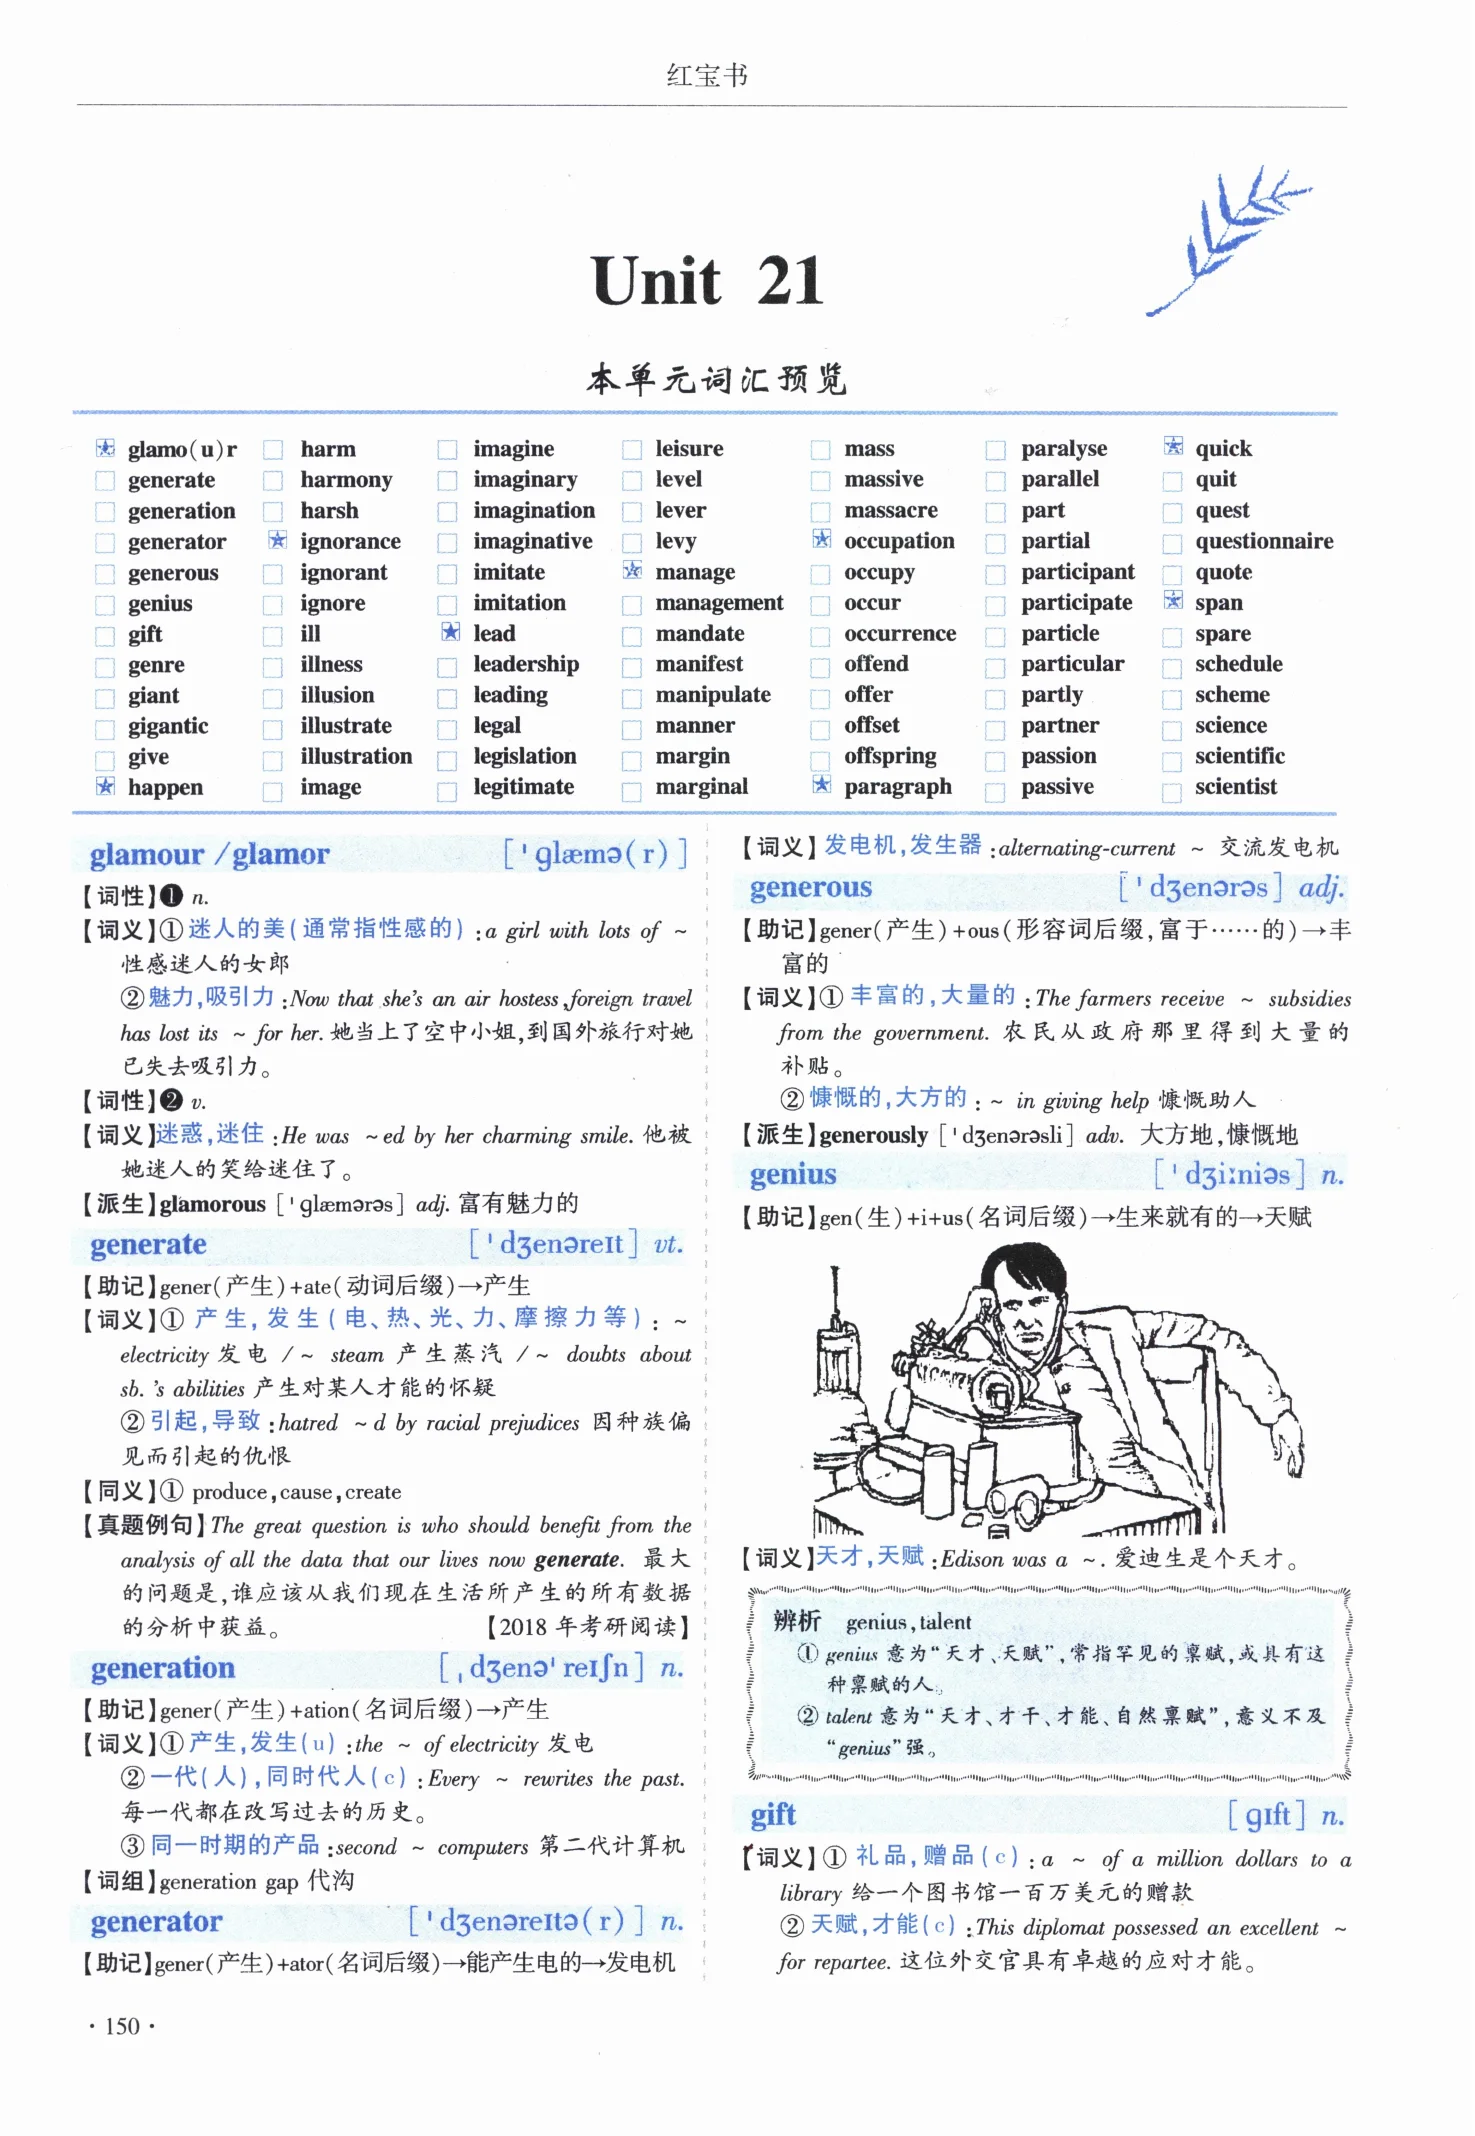 红宝书
Unit 21
本单元词汇预览
glamo(u)r harm imagine leisure mass paralyse quick
generate harmony imaginary level massive parallel quit
generation harsh imagination lever massacre part quest
generator ignorance imaginative levy occupation partial questionnaire
generous ignorant imitate manage occupy participant quote
genius ignore imitation management occur participate span
gift ill lead mandate occurrence particle spare
genre illness leadership manifest offend particular schedule
giant illusion leading manipulate offer partly scheme
gigantic illustrate legal manner offset partner science
give illustration legislation margin offspring passion scientific
happen image legitimate marginal paragraph passive scientist
glamour /glamor [ˈglæmə(r)]
【词性】❶ n.
【词义】①迷人的美(通常指性感的):a girl with lots of ~
性感迷人的女郎
②魅力,吸引力:Now that she's an air hostess,foreign travel
has lost its ~ for her. 她当上了空中小姐,到国外旅行对她
已失去吸引力。
【词性】❷ v.
【词义】迷惑,迷住:He was ~ed by her charming smile. 他被
她迷人的笑给迷住了。
【派生】glamorous [ˈglæmərəs] adj. 富有魅力的
generate [ˈdʒenəreɪt] vt.
【助记】gener(产生)+ate(动词后缀)→产生
【词义】①产生,发生(电、热、光、力、摩擦力等): ~
electricity 发电 / ~ steam 产生蒸汽 / ~ doubts about
sb. 's abilities 产生对某人才能的怀疑
②引起,导致:hatred ~d by racial prejudices 因种族偏
见而引起的仇恨
【同义】① produce,cause,create
【真题例句】The great question is who should benefit from the
analysis of all the data that our lives now generate. 最大
的问题是,谁应该从我们现在生活所产生的所有数据
的分析中获益。 【2018 年考研阅读】
generation [ˌdʒenəˈreɪʃn] n.
【助记】gener(产生)+ation(名词后缀)→产生
【词义】①产生,发生(u):the ~ of electricity 发电
②一代(人),同时代人(c):Every ~ rewrites the past.
每一代都在改写过去的历史。
③同一时期的产品:second ~ computers 第二代计算机
【词组】generation gap 代沟
generator [ˈdʒenəreɪtə(r)] n.
【助记】gener(产生)+ator(名词后缀)→能产生电的→发电机
【词义】发电机,发生器:alternating-current ~ 交流发电机
generous [ˈdʒenərəs] adj.
【助记】gener(产生)+ous(形容词后缀,富于……的)→丰
富的
【词义】①丰富的,大量的:The farmers receive ~ subsidies
from the government. 农民从政府那里得到大量的
补贴。
②慷慨的,大方的: ~ in giving help 慷慨助人
【派生】generously [ˈdʒenərəsli] adv. 大方地,慷慨地
genius [ˈdʒiːniəs] n.
【助记】gen(生)+i+us(名词后缀)→生来就有的→天赋
【词义】天才,天赋:Edison was a ~. 爱迪生是个天才。
辨析 genius,talent
① genius 意为“天才、天赋”,常指罕见的禀赋,或具有这
种禀赋的人。
② talent 意为“天才、才干、才能、自然禀赋”,意义不及
“genius”强。
gift [gɪft] n.
【词义】①礼品,赠品(c):a ~ of a million dollars to a
library 给一个图书馆一百万美元的赠款
②天赋,才能(c):This diplomat possessed an excellent ~
for repartee. 这位外交官具有卓越的应对才能。
·150·